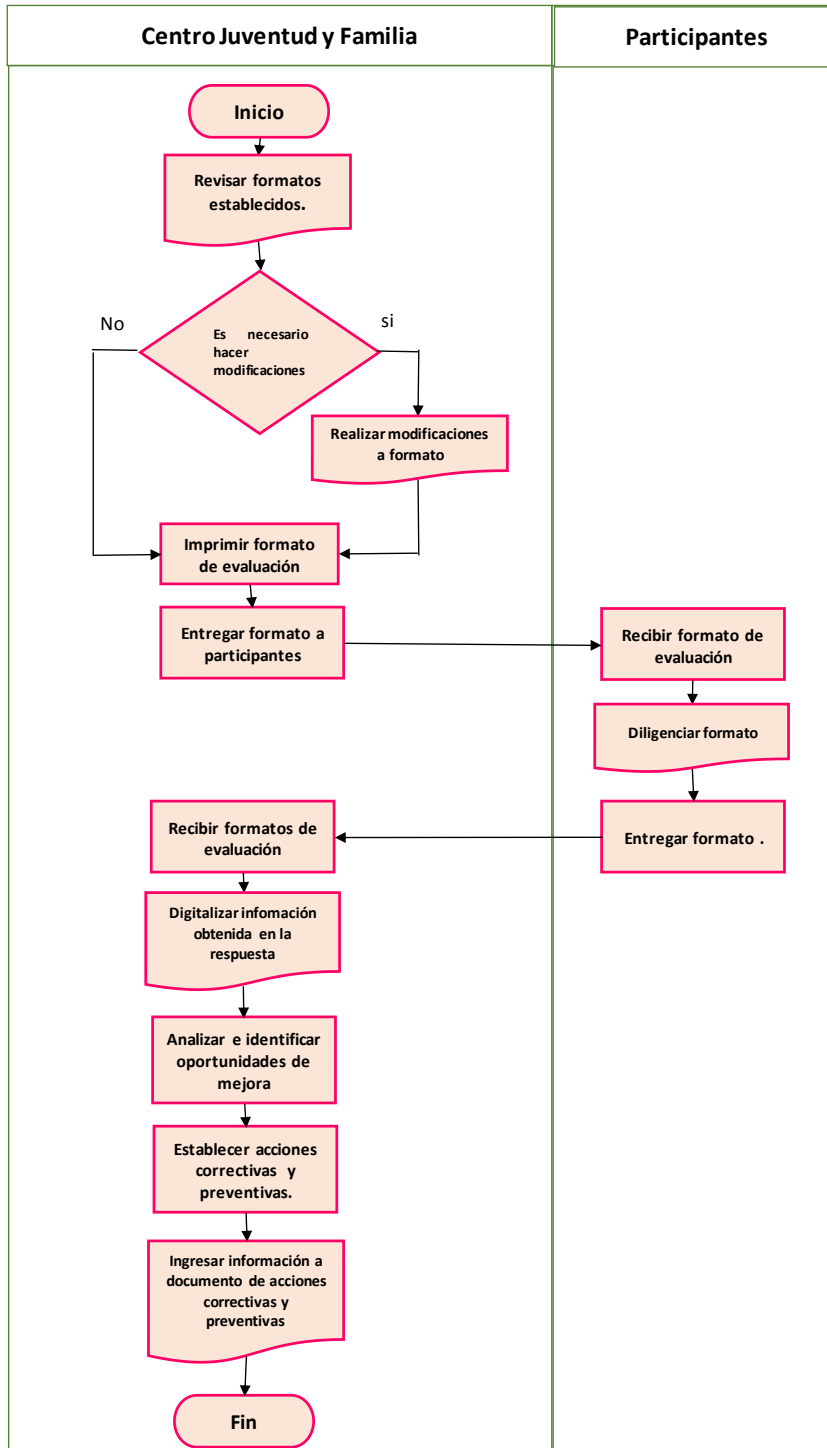 Centro Juventud y Familia
Participantes
Inicio
Revisar formatos
establecidos.
No
si
Es necesario
hacer
modificaciones
Realizar modificaciones
a formato
Imprimir formato
de evaluación
Entregar formato a
participantes
Recibir formato de
evaluación
Diligenciar formato
Entregar formato .
Recibir formatos de
evaluación
Digitalizar infomación
obtenida en la
respuesta
Analizar e identificar
oportunidades de
mejora
Establecer acciones
correctivas y
preventivas.
Ingresar información a
documento de acciones
correctivas y
preventivas
Fin